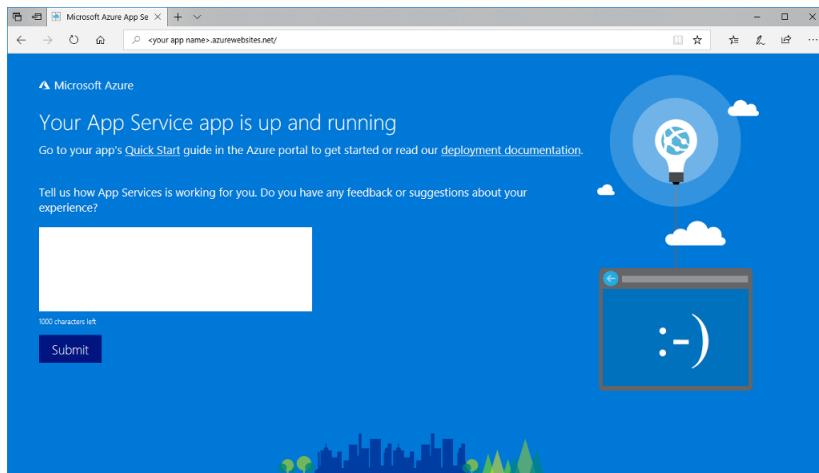 Microsoft Azure App Se
<your app name>.azurewebsites.net/
Microsoft Azure
Your App Service app is up and running
Go to your app's Quick Start guide in the Azure portal to get started or read our deployment documentation.
Tell us how App Services is working for you. Do you have any feedback or suggestions about your
experience?
1000 characters left
Submit
:-)